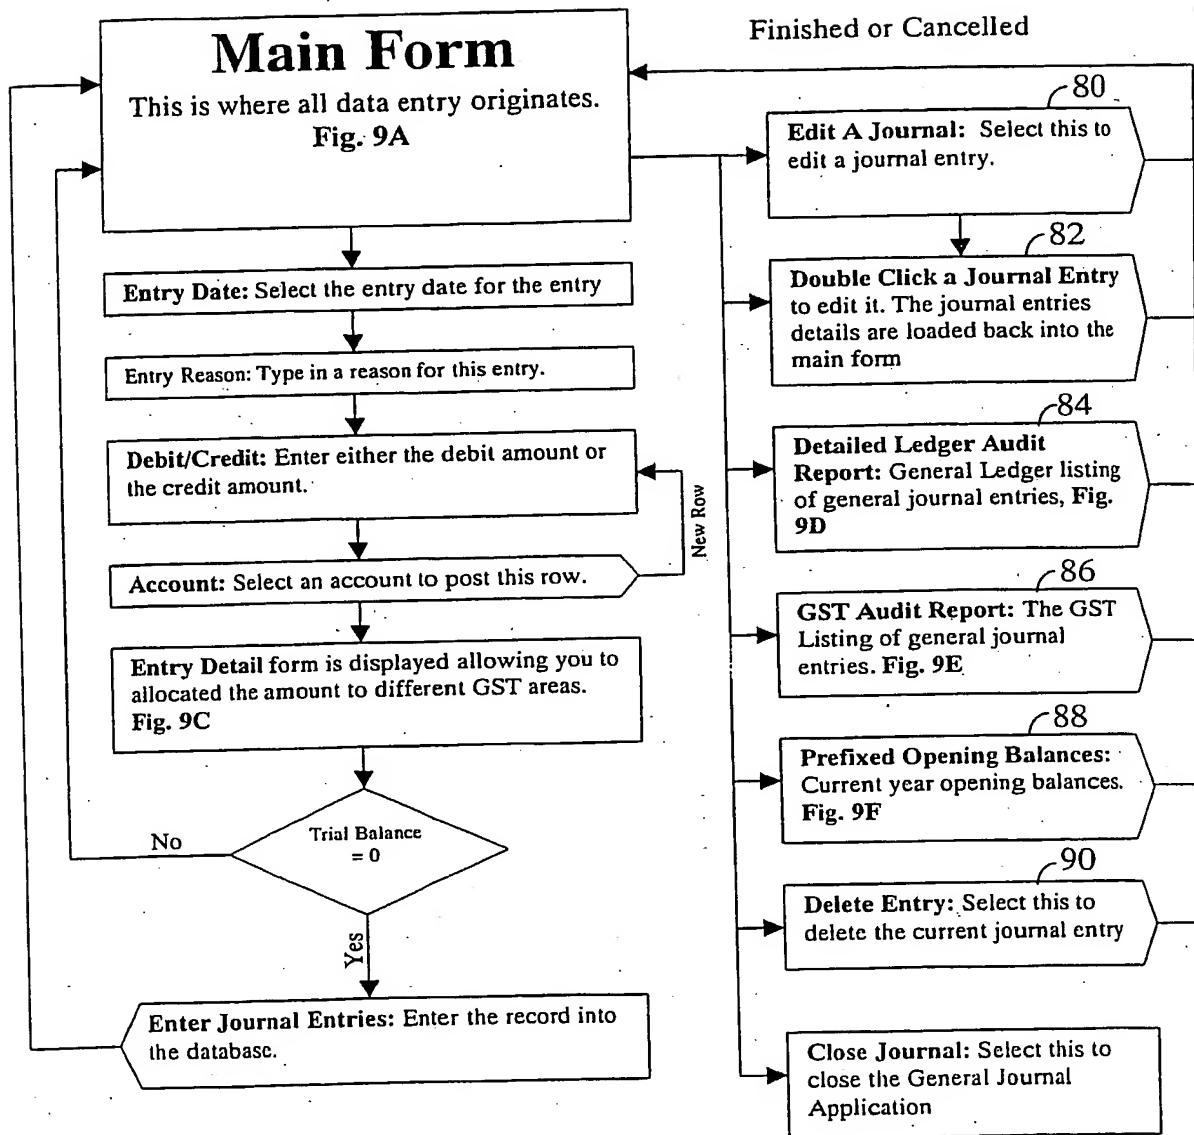 Main Form
This is where all data entry originates.
Fig. 9A
Entry Date: Select the entry date for the entry
Entry Reason: Type in a reason for this entry.
Debit/Credit: Enter either the debit amount or
the credit amount.
New Row
Account: Select an account to post this row.
Entry Detail form is displayed allowing you to
allocated the amount to different GST areas.
Fig. 9C
Trial Balance
= 0
No
Yes
Enter Journal Entries: Enter the record into
the database.
Finished or Cancelled
80
Edit A Journal: Select this to
edit a journal entry.
82
Double Click a Journal Entry
to edit it. The journal entries
details are loaded back into the
main form
84
Detailed Ledger Audit
Report: General Ledger listing
of general journal entries, Fig.
9D
86
GST Audit Report: The GST
Listing of general journal
entries. Fig. 9E
88
Prefixed Opening Balances:
Current year opening balances.
Fig. 9F
90
Delete Entry: Select this to
delete the current journal entry
Close Journal: Select this to
close the General Journal
Application